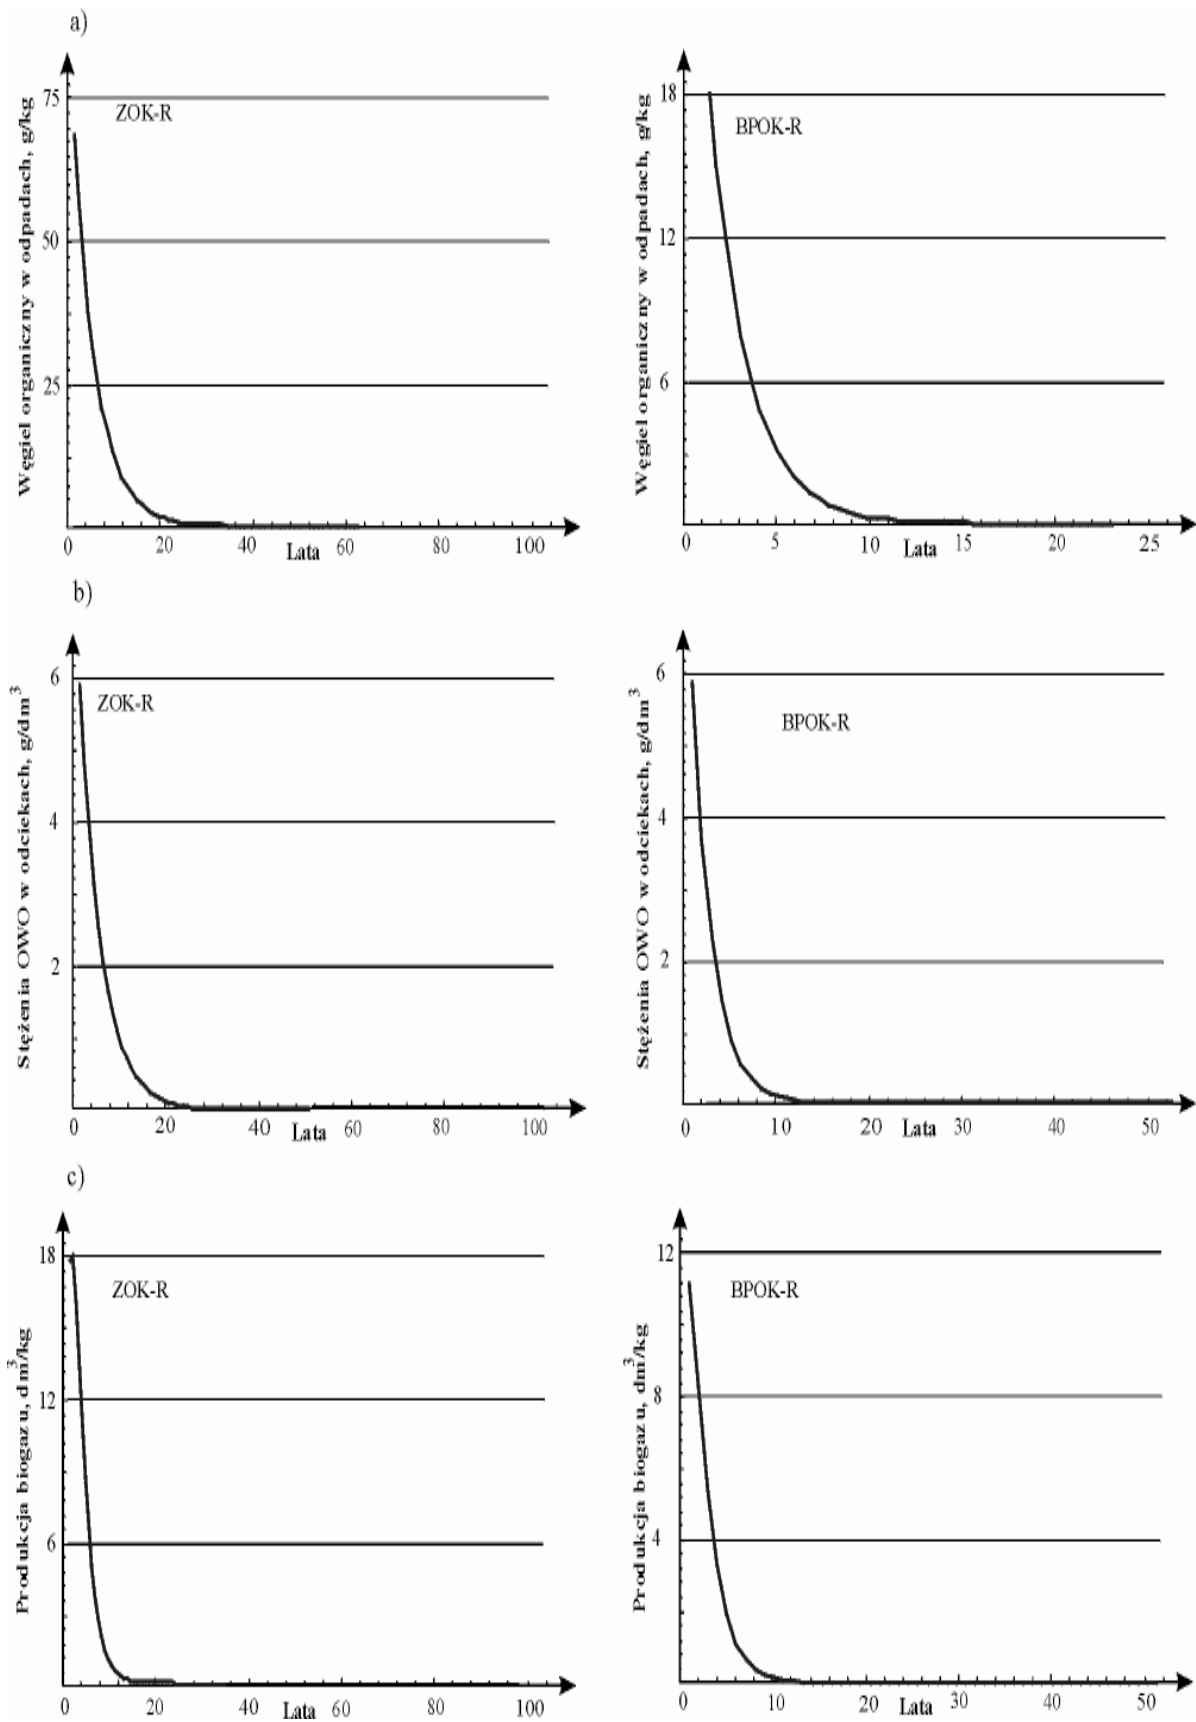 a)
75
ZOK-R
50
25
0 20 40 Lata 60 80 100
Węgiel organiczny w odpadach, g/kg
18
BPOK-R
12
6
0 5 10 Lata 15 20 25
Węgiel organiczny w odpadach, g/kg
b)
6
ZOK-R
4
2
0 20 40 Lata 60 80 100
Stężenia OWO w odciekach, g/dm³
6
BPOK-R
4
2
0 10 20 Lata 30 40 50
Stężenia OWO w odciekach, g/dm³
c)
18
ZOK-R
12
6
0 20 40 Lata 60 80 100
Produkcja biogazu, dm³/kg
12
BPOK-R
8
4
0 10 20 Lata 30 40 50
Produkcja biogazu, dm³/kg